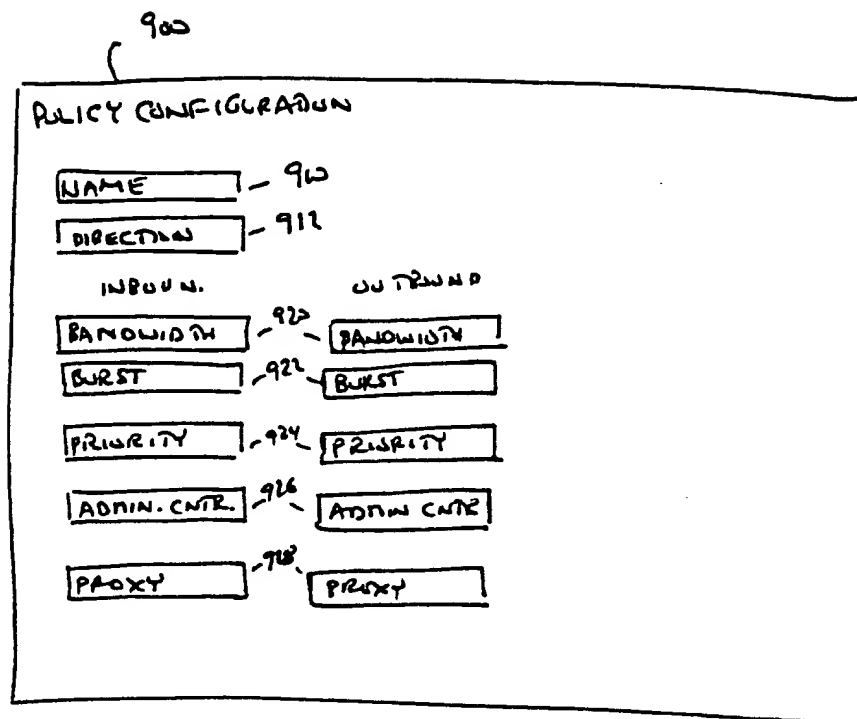 900
POLICY CONFIGURATION
NAME 910
DIRECTION 912
INBOUN. OUTBOUND
BANDWIDTH 920 BANDWIDTH
BURST 922 BURST
PRIORITY 924 PRIORITY
ADMIN. CNTR. 926 ADMIN CNTR
PROXY 928 PROXY